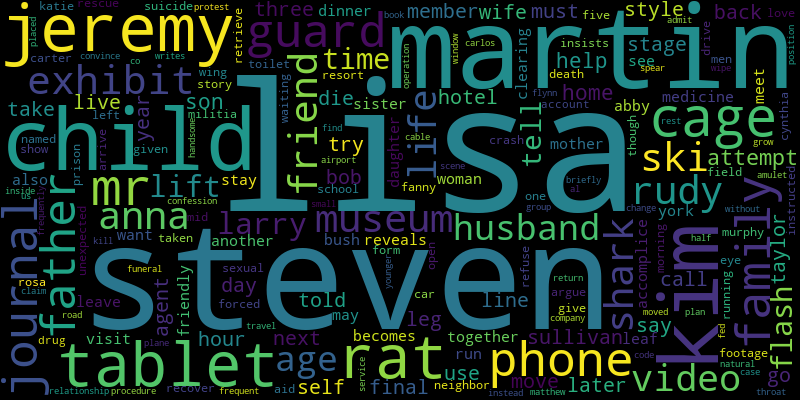 katie rescue suicide protest dinner wife must style back book admit love
jeremy guard three member martin five position
placed carter convince writes retrieve window carlos insists drive men wipe
exhibit wing toilet time operation stage help see death spear meet
story friend resort hotel clearing home flynn account abby medicine
take live son die sister cage cynthia
left militia waiting
child lisa life tell mother though rest attempt
year show named given handsome try daughter crash cable find airport ski grow
arrive prison school scene field amulet
mr lift stay bob fanny woman one briefly al rudy
father also anna larry museum group york
inside us frequently journal confession mid small husband change without instructed
want taken another bush reveals form shark call murphy morning
unexpected kill rosa sexual day younger open refuse accomplice half eye
steven kim family taylor
funeral leave visit friendly agent told may car line return argue company say running
claim road drug forced becomes leg give sullivan leaf moved plan flash
hour next together later fed footage
tablet plane travel rat service run phone code go natural
relationship procedure frequent age self final use move video case
aid recover neighbor instead matthew throat